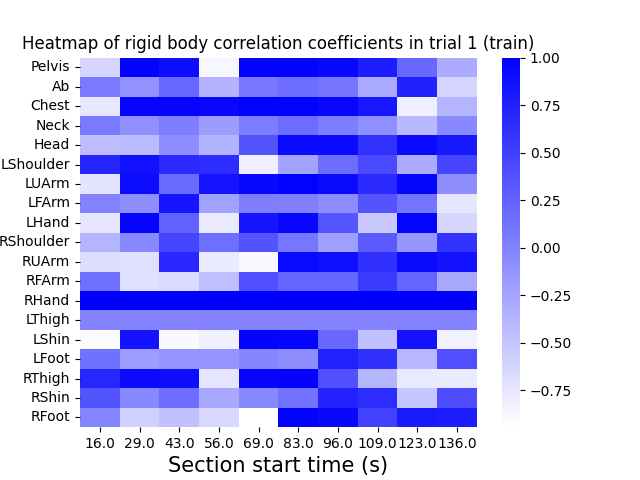 Heatmap of rigid body correlation coefficients in trial 1 (train)
Pelvis
Ab
Chest
Neck
Head
LShoulder
LUArm
LFArm
LHand
RShoulder
RUArm
RFArm
RHand
LThigh
LShin
LFoot
RThigh
RShin
RFoot
16.0 29.0 43.0 56.0 69.0 83.0 96.0 109.0 123.0 136.0
Section start time (s)
1.00
0.75
0.50
0.25
0.00
−0.25
−0.50
−0.75